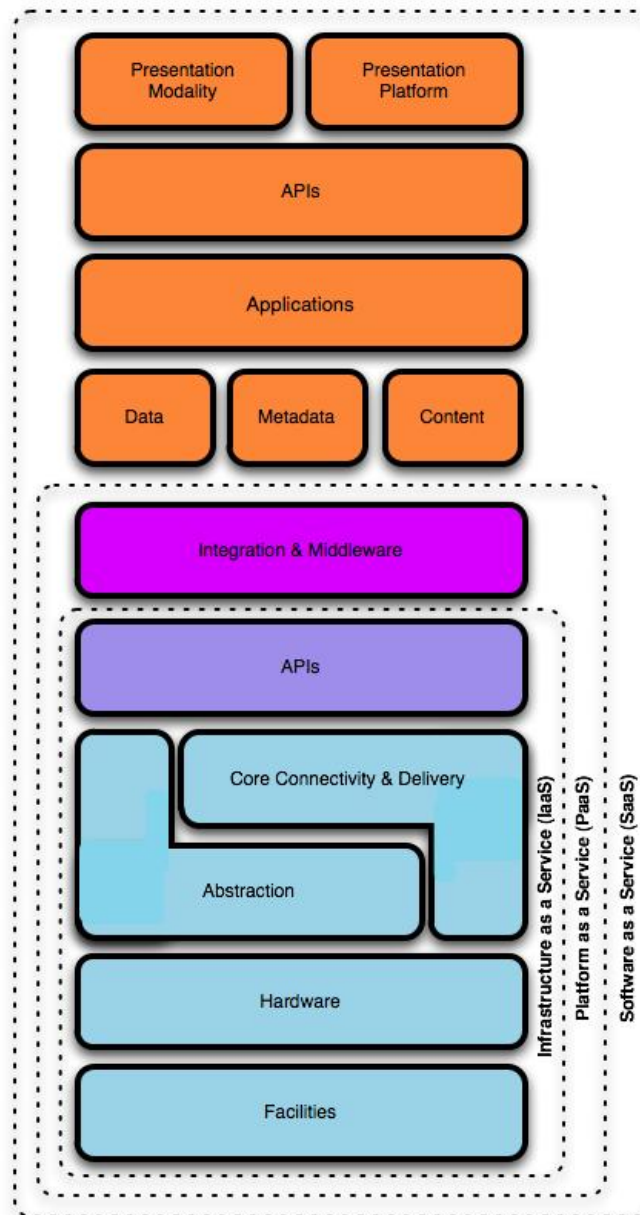 Presentation
Modality
Presentation
Platform
APIs
Applications
Data
Metadata
Content
Integration & Middleware
APIs
Core Connectivity & Delivery
Abstraction
Hardware
Facilities
Infrastructure as a Service (IaaS)
Platform as a Service (PaaS)
Software as a Service (SaaS)